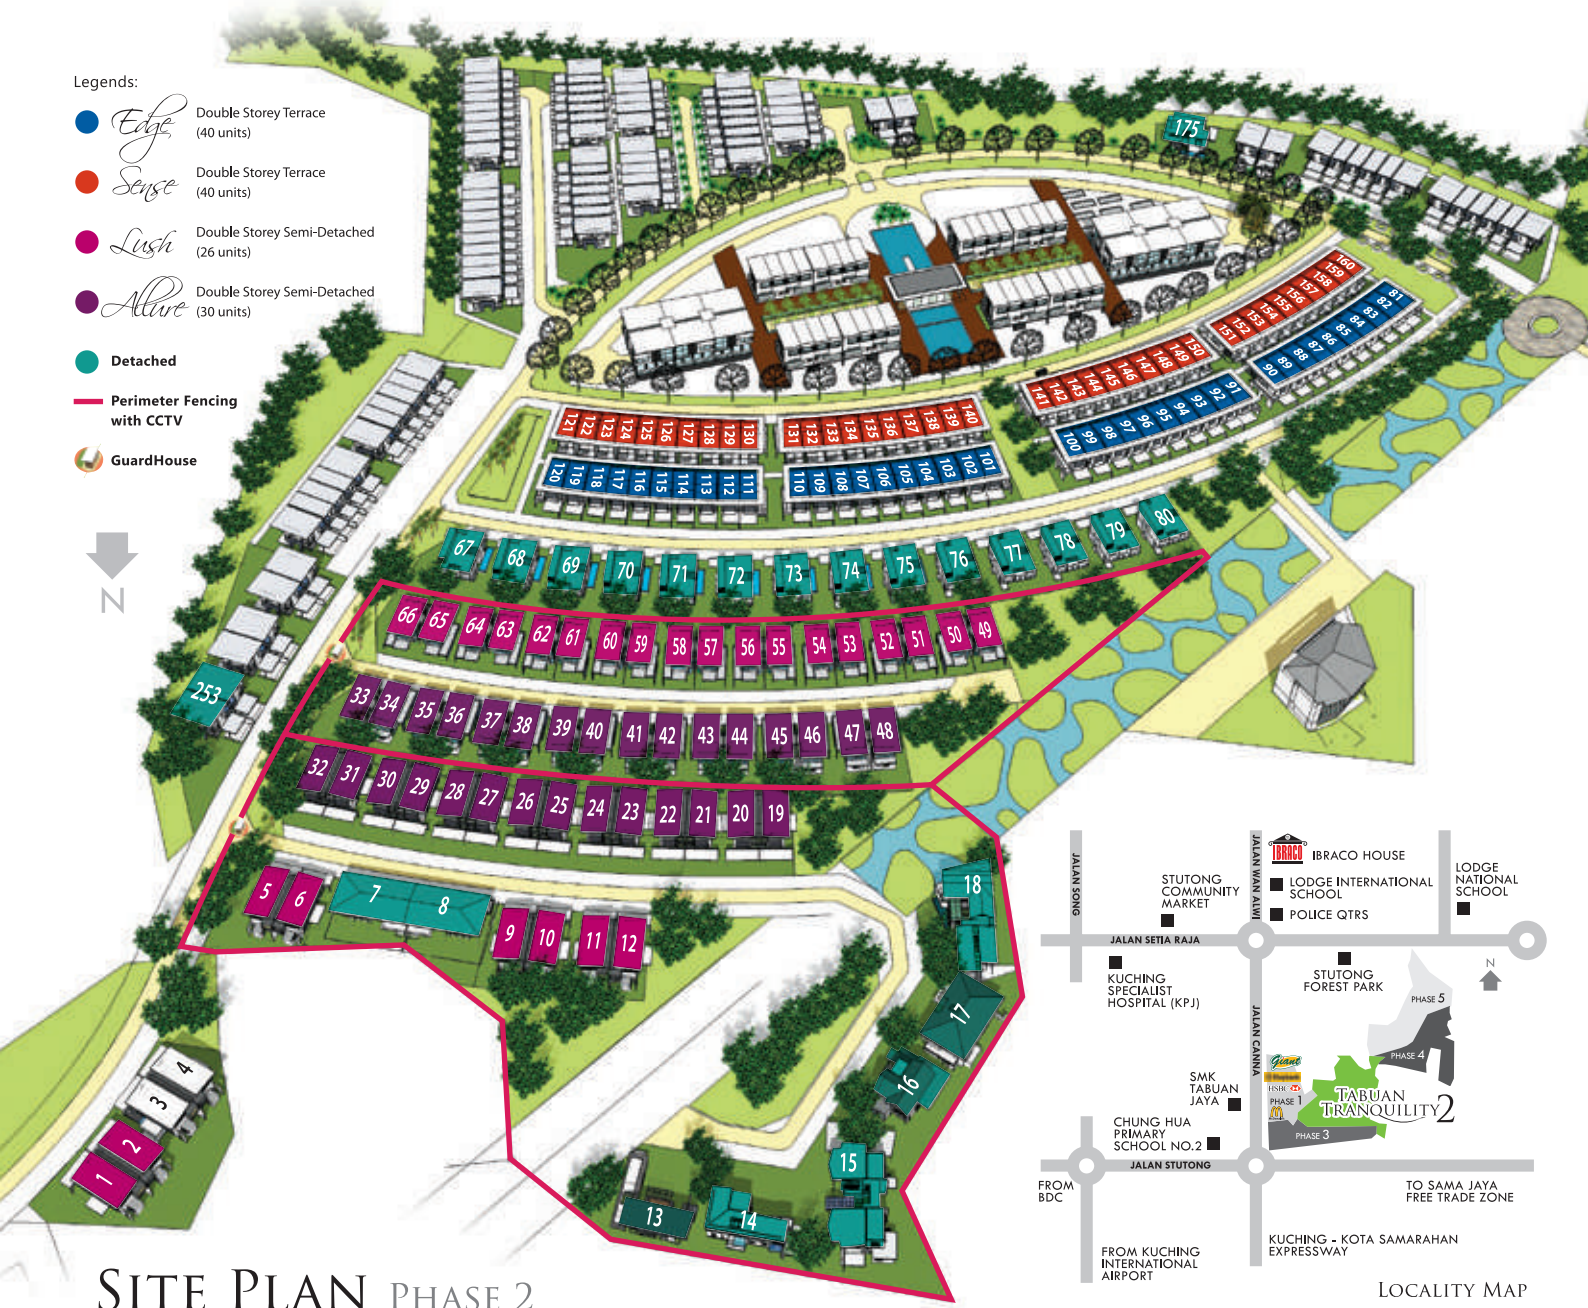 Legends:
Edge
Double Storey Terrace
(40 units)
Sense
Double Storey Terrace
(40 units)
Lush
Double Storey Semi-Detached
(26 units)
Allure
Double Storey Semi-Detached
(30 units)
Detached
Perimeter Fencing
with CCTV
GuardHouse
N
175
160
159
158
157
156
155
154
153
152
151
81
82
83
84
85
86
87
88
89
90
150
149
148
147
146
145
144
143
142
141
91
92
93
94
95
96
97
98
99
100
121 122 123 124 125 126 127 128 129 130
131 132 133 134 135 136 137 138 139 140
120 119 118 117 116 115 114 113 112 111
110 109 108 107 106 105 104 103 102 101
67 68 69 70 71 72 73 74 75 76 77 78 79 80
66 65 64 63 62 61 60 59 58 57 56 55 54 53 52 51 50 49
253
33 34 35 36 37 38 39 40 41 42 43 44 45 46 47 48
32 31 30 29 28 27 26 25 24 23 22 21 20 19
5 6 7 8 9 10 11 12
18
17
16
15
14
13
4
3
2
1
SITE PLAN PHASE 2
JALAN SONG
STUTONG
COMMUNITY
MARKET
JALAN WAN ALWI
IBRACO
IBRACO HOUSE
LODGE INTERNATIONAL
SCHOOL
POLICE QTRS
LODGE
NATIONAL
SCHOOL
JALAN SETIA RAJA
KUCHING
SPECIALIST
HOSPITAL (KPJ)
STUTONG
FOREST PARK
N
JALAN CANNA
PHASE 5
PHASE 4
Giant
HSBC
PHASE 1
TABUAN
TRANQUILITY 2
PHASE 3
SMK
TABUAN
JAYA
CHUNG HUA
PRIMARY
SCHOOL NO.2
JALAN STUTONG
FROM
BDC
TO SAMA JAYA
FREE TRADE ZONE
FROM KUCHING
INTERNATIONAL
AIRPORT
KUCHING - KOTA SAMARAHAN
EXPRESSWAY
LOCALITY MAP